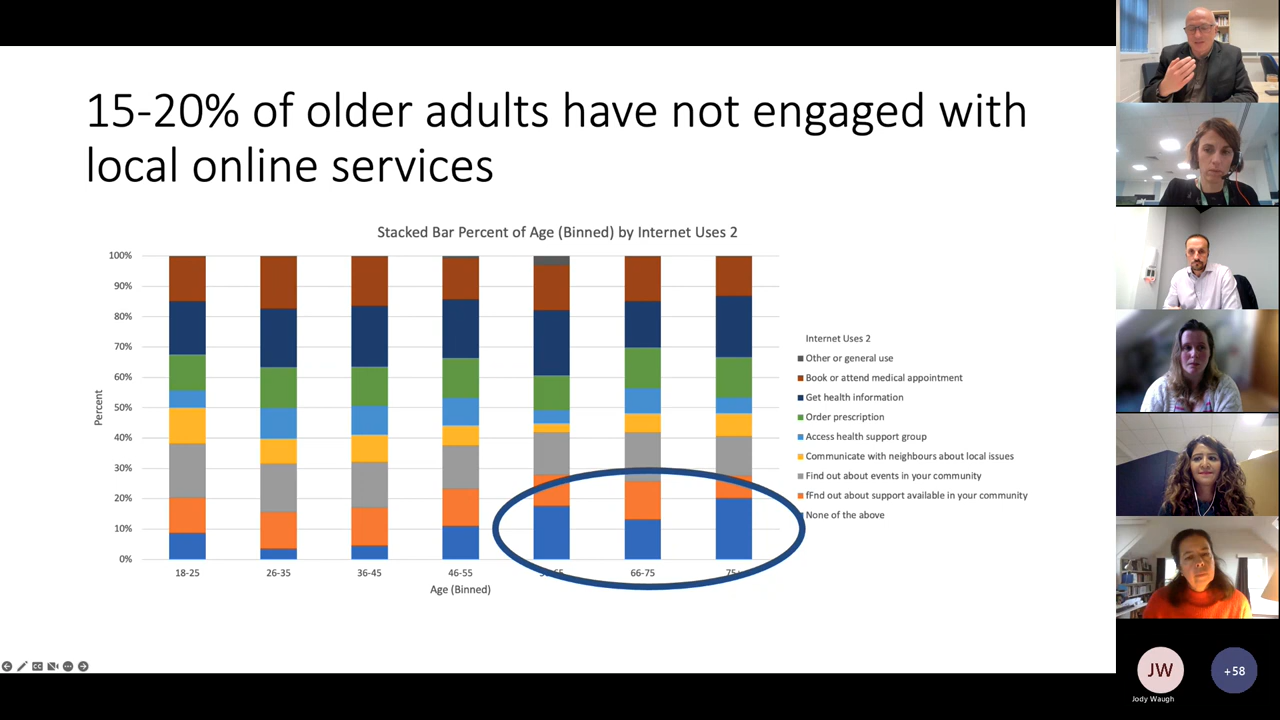 15-20% of older adults have not engaged with
local online services
Stacked Bar Percent of Age (Binned) by Internet Uses 2
100%
90%
80%
70%
60%
50%
40%
30%
20%
10%
0%
Percent
18-25
26-35
36-45
46-55
66-75
Age (Binned)
Internet Uses 2
Other or general use
Book or attend medical appointment
Get health information
Order prescription
Access health support group
Communicate with neighbours about local issues
Find out about events in your community
fFnd out about support available in your community
None of the above
JW
Jody Waugh
+58